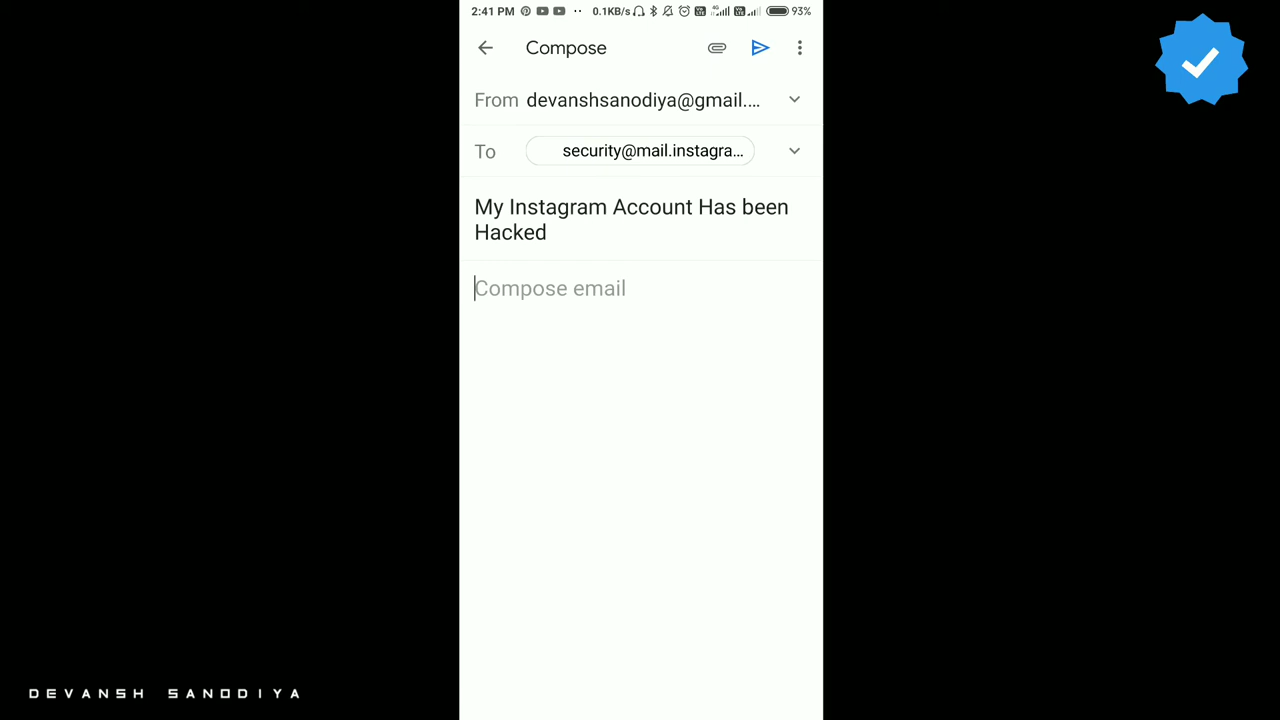 2:41 PM ·· 0.1KB/s 4G 93%
Compose
From devanshsanodiya@gmail....
To security@mail.instagra...
My Instagram Account Has been
Hacked
Compose email
DEVANSH SANODIYA